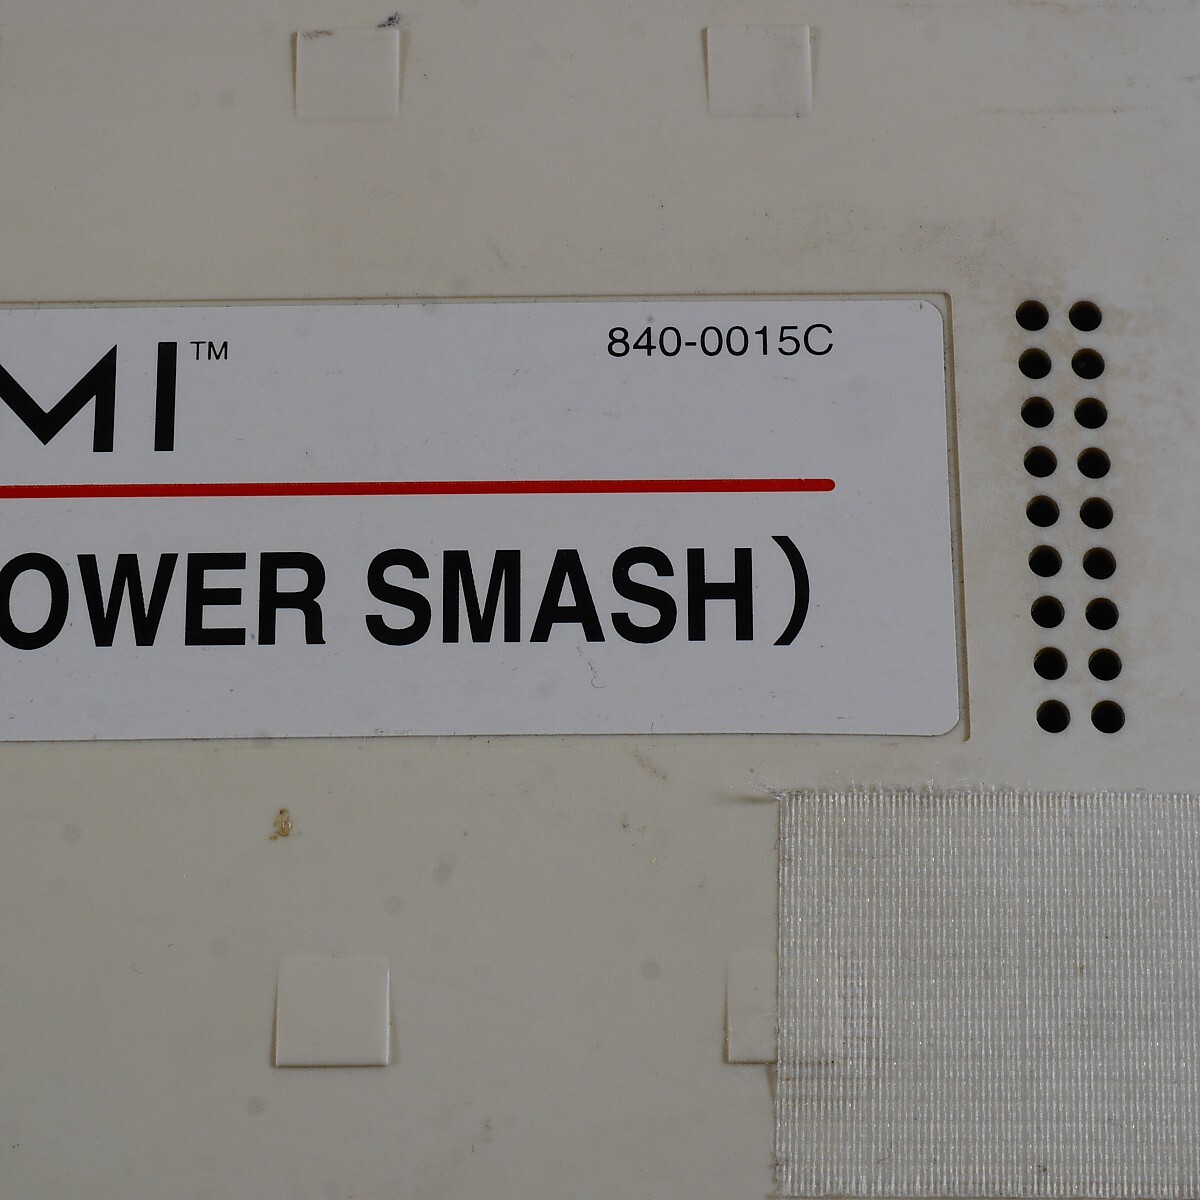 MI™
840-0015C
OWER SMASH)